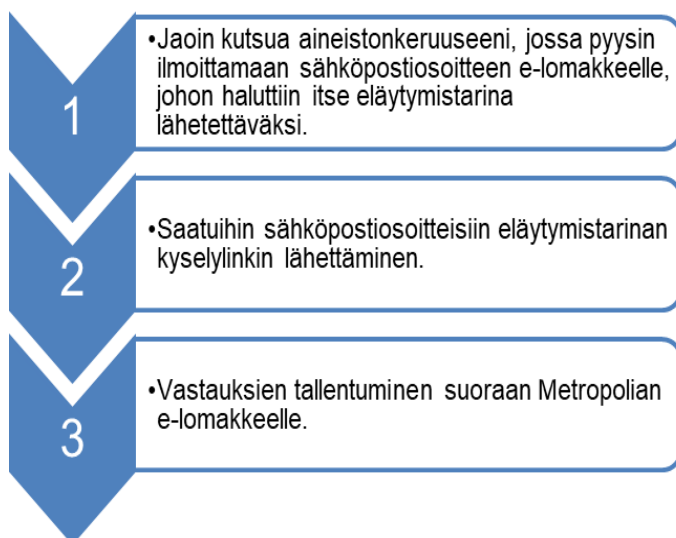 1
•Jaoin kutsua aineistonkeruuseeni, jossa pyysin
ilmoittamaan sähköpostiosoitteen e-lomakkeelle,
johon haluttiin itse eläytymistarina
lähetettäväksi.
2
•Saatuihin sähköpostiosoitteisiin eläytymistarinan
kyselylinkin lähettäminen.
3
•Vastauksien tallentuminen suoraan Metropolian
e-lomakkeelle.